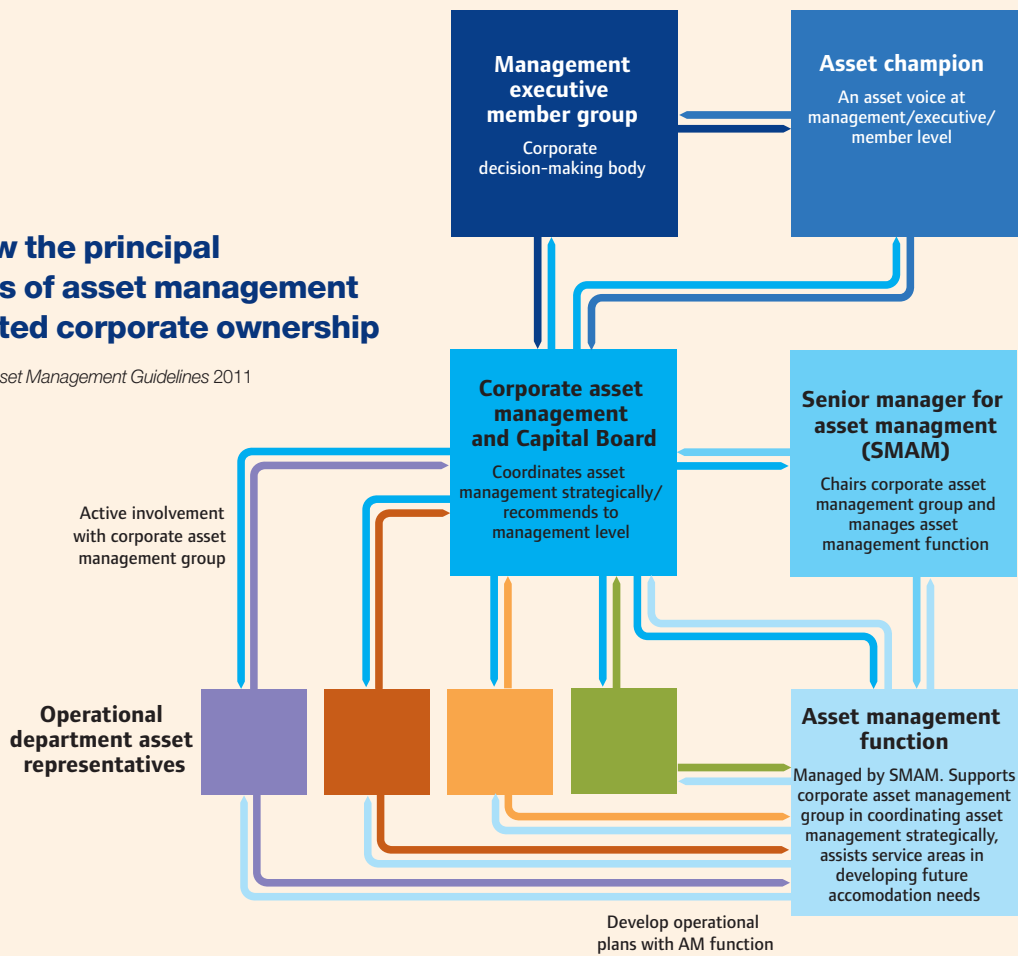 Management
executive
member group
Corporate
decision-making body
Asset champion
An asset voice at
management/executive/
member level
w the principal
s of asset management
ted corporate ownership
sset Management Guidelines 2011
Corporate asset
management
and Capital Board
Coordinates asset
management strategically/
recommends to
management level
Senior manager for
asset managment
(SMAM)
Chairs corporate asset
management group and
manages asset
management function
Active involvement
with corporate asset
management group
Operational
department asset
representatives
Asset management
function
Managed by SMAM. Supports
corporate asset management
group in coordinating asset
management strategically,
assists service areas in
developing future
accomodation needs
Develop operational
plans with AM function